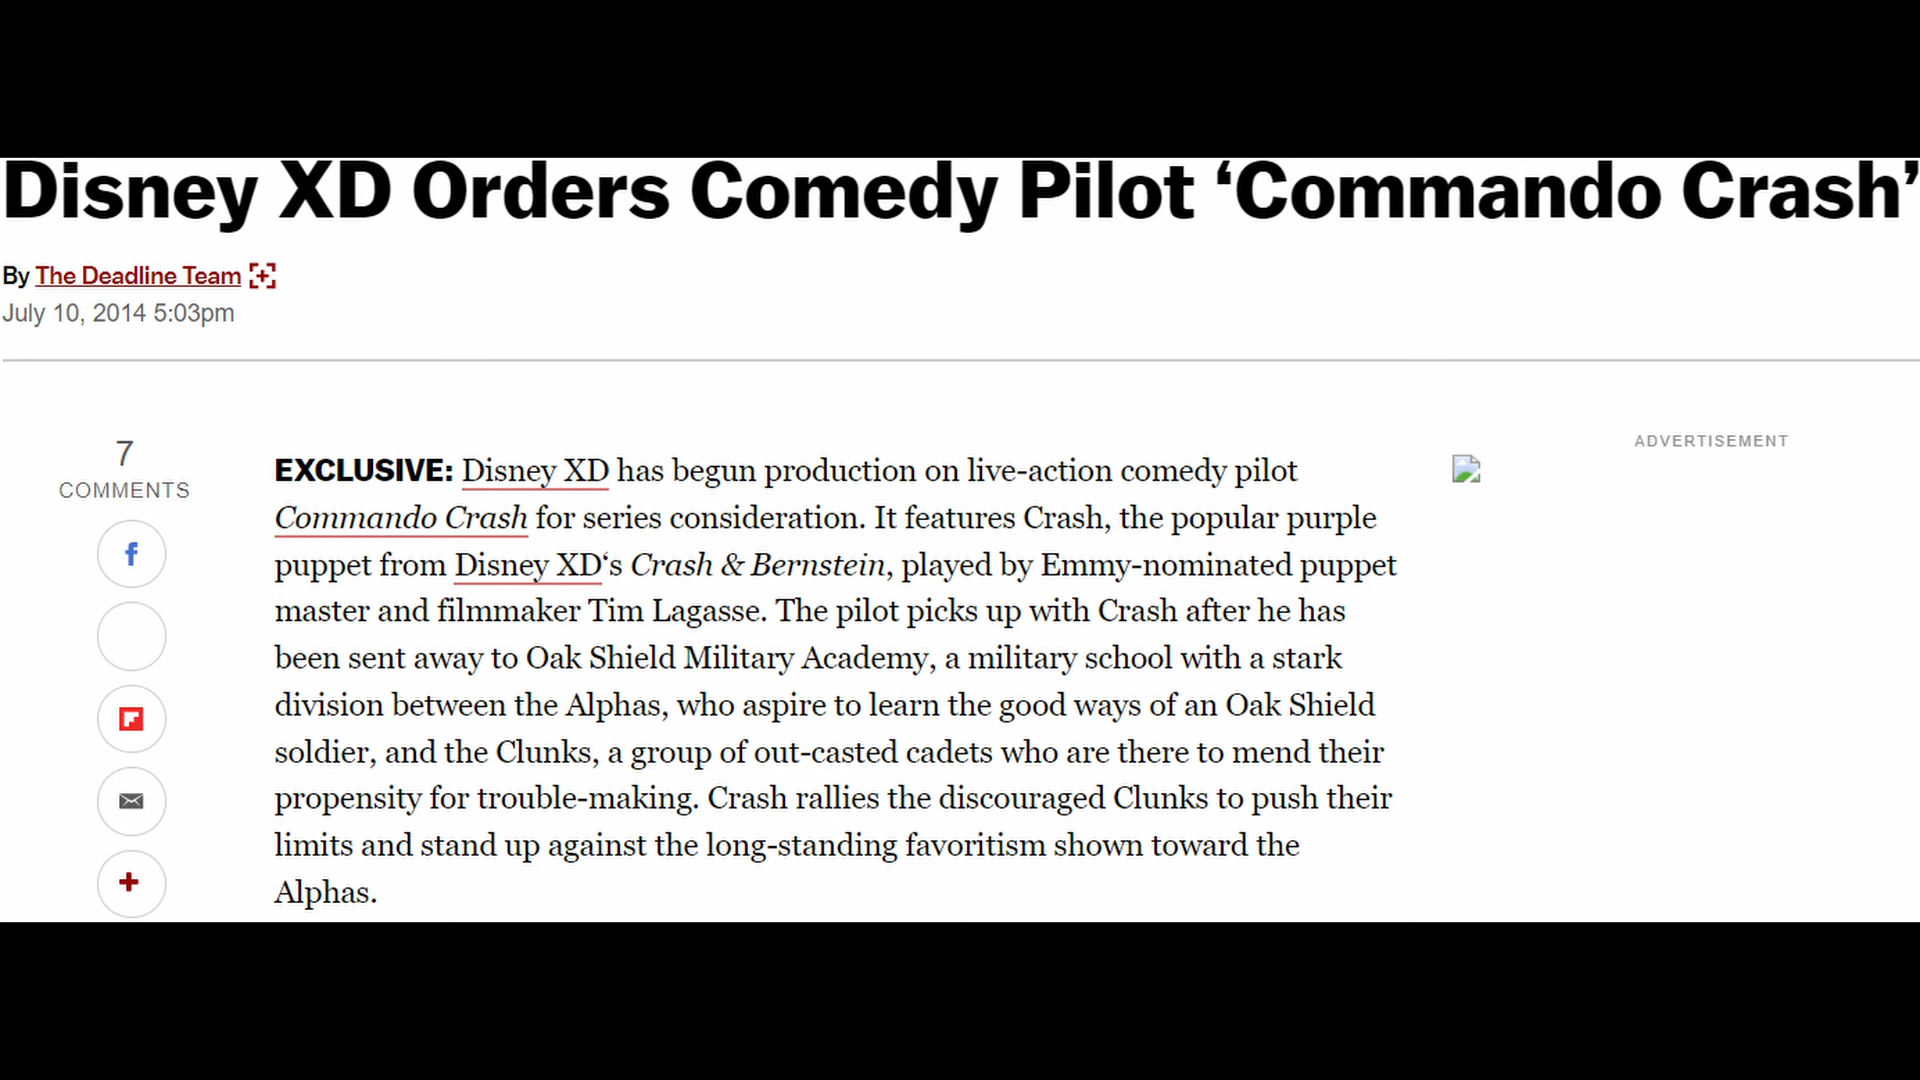 Disney XD Orders Comedy Pilot ‘Commando Crash’
By The Deadline Team
July 10, 2014 5:03pm
7
COMMENTS
ADVERTISEMENT
EXCLUSIVE: Disney XD has begun production on live-action comedy pilot
Commando Crash for series consideration. It features Crash, the popular purple
puppet from Disney XD‘s Crash & Bernstein, played by Emmy-nominated puppet
master and filmmaker Tim Lagasse. The pilot picks up with Crash after he has
been sent away to Oak Shield Military Academy, a military school with a stark
division between the Alphas, who aspire to learn the good ways of an Oak Shield
soldier, and the Clunks, a group of out-casted cadets who are there to mend their
propensity for trouble-making. Crash rallies the discouraged Clunks to push their
limits and stand up against the long-standing favoritism shown toward the
Alphas.